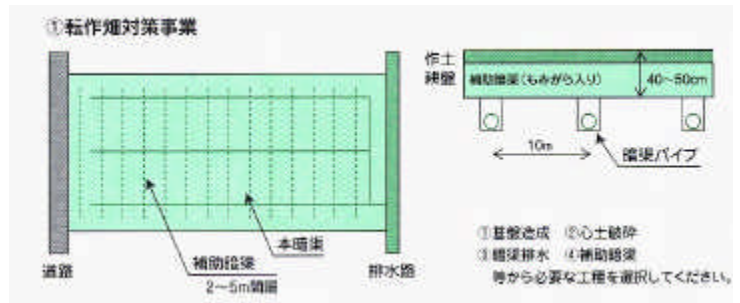 ①転作畑対策事業
作土
耕盤
補助暗渠(もみがら入り)
40~50cm
10m
暗渠パイプ
本暗渠
補助暗渠
2~5m間隔
道路
排水路
①基盤造成 ②心土破砕
③暗渠排水 ④補助暗渠
等から必要な工種を選択してください。